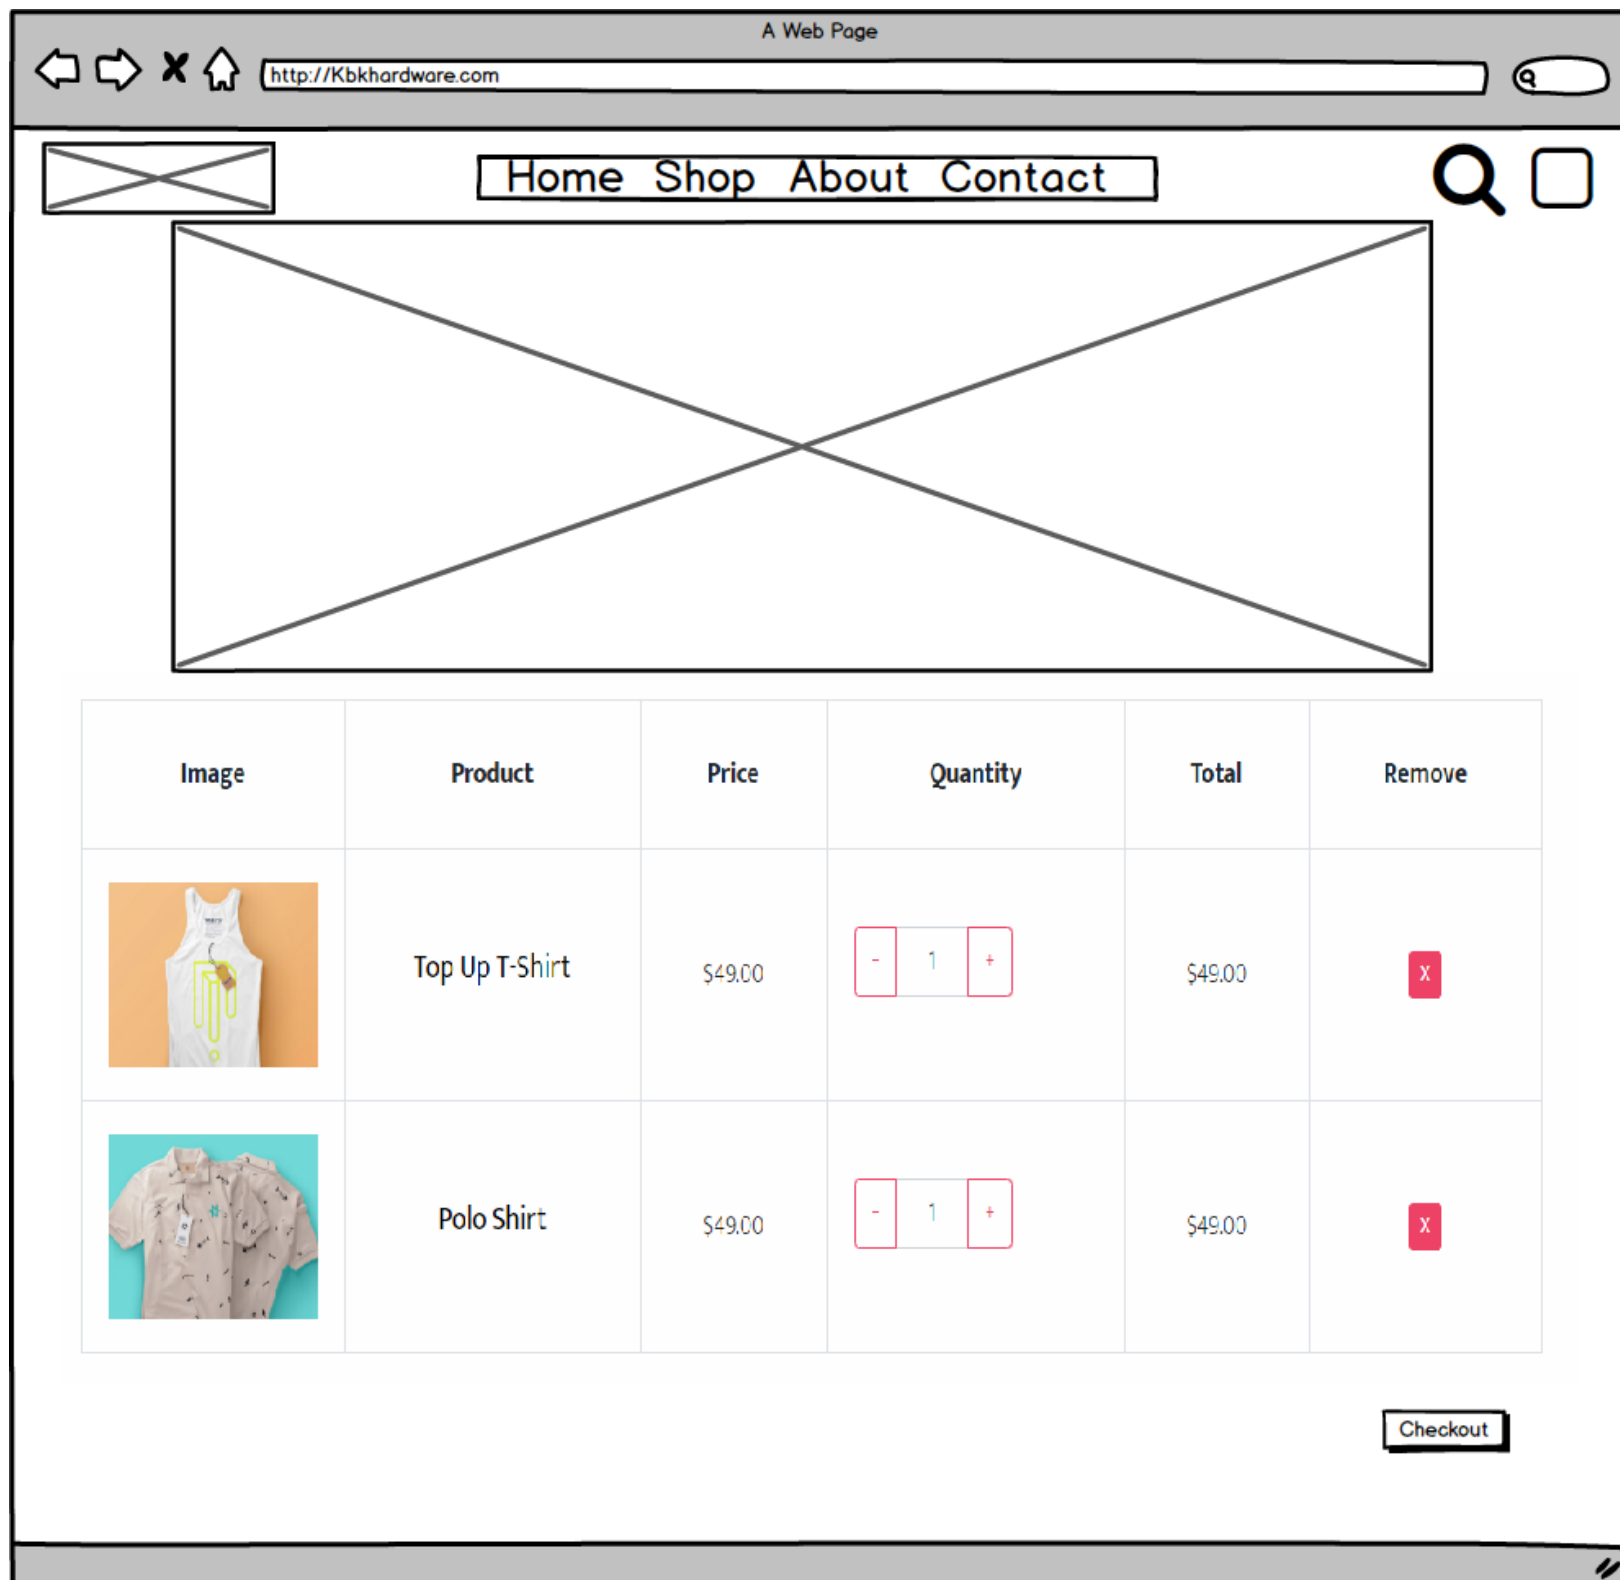 A Web Page
http://Kbkhardware.com
Home Shop About Contact
Image Product Price Quantity Total Remove
Top Up T-Shirt $49.00 - 1 + $49.00 X
Polo Shirt $49.00 - 1 + $49.00 X
Checkout